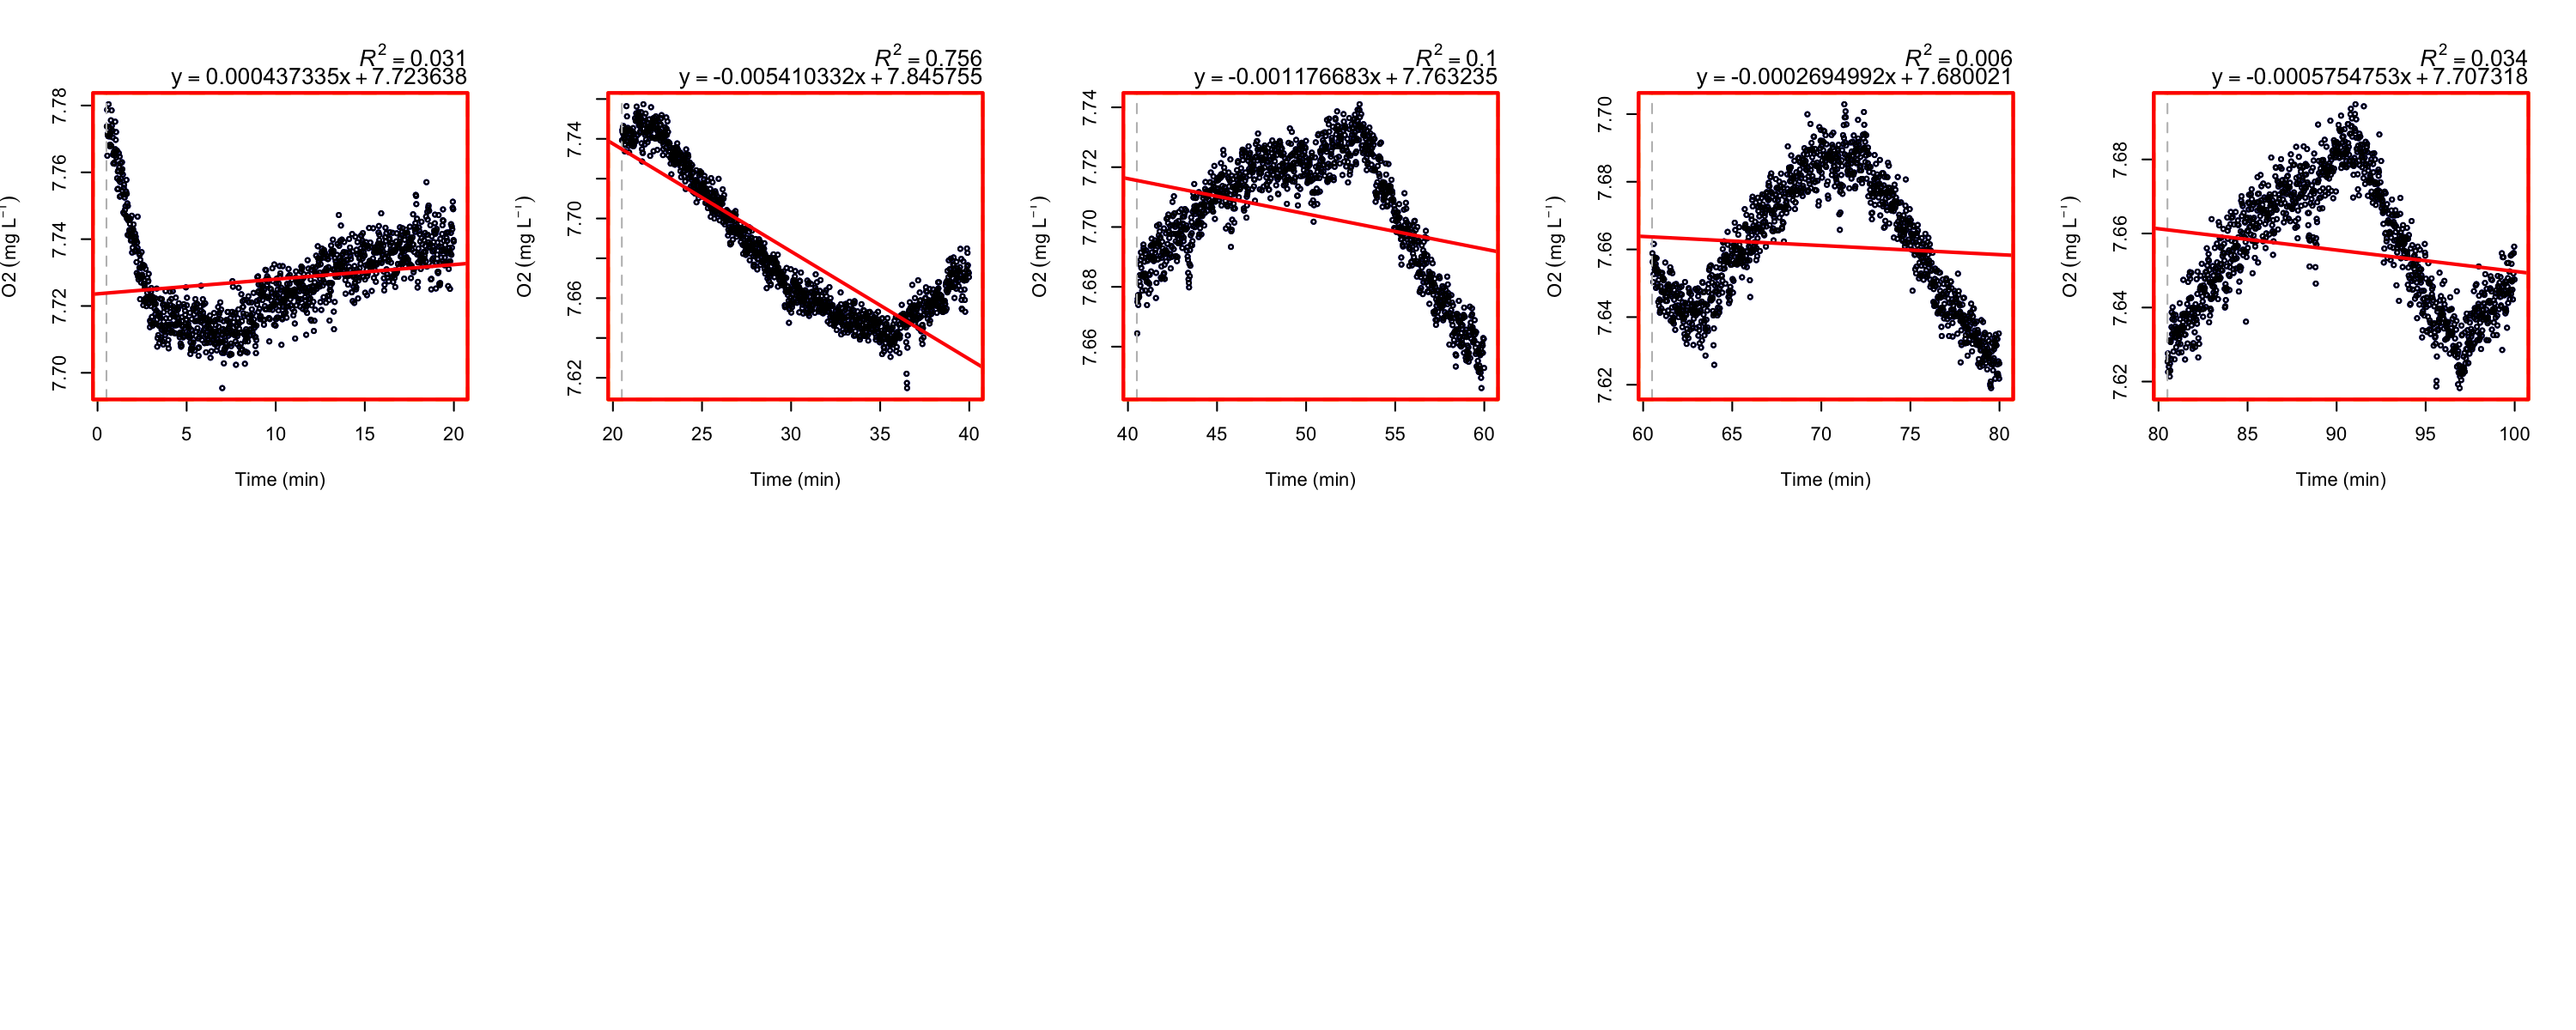 R² = 0.031
y = 0.000437335x + 7.723638
O2 (mg L⁻¹)
7.78
7.76
7.74
7.72
7.70
0 5 10 15 20
Time (min)
R² = 0.756
y = -0.005410332x + 7.845755
O2 (mg L⁻¹)
7.74
7.70
7.66
7.62
20 25 30 35 40
Time (min)
R² = 0.1
y = -0.001176683x + 7.763235
O2 (mg L⁻¹)
7.74
7.72
7.70
7.68
7.66
40 45 50 55 60
Time (min)
R² = 0.006
y = -0.0002694992x + 7.680021
O2 (mg L⁻¹)
7.70
7.68
7.66
7.64
7.62
60 65 70 75 80
Time (min)
R² = 0.034
y = -0.0005754753x + 7.707318
O2 (mg L⁻¹)
7.68
7.66
7.64
7.62
80 85 90 95 100
Time (min)